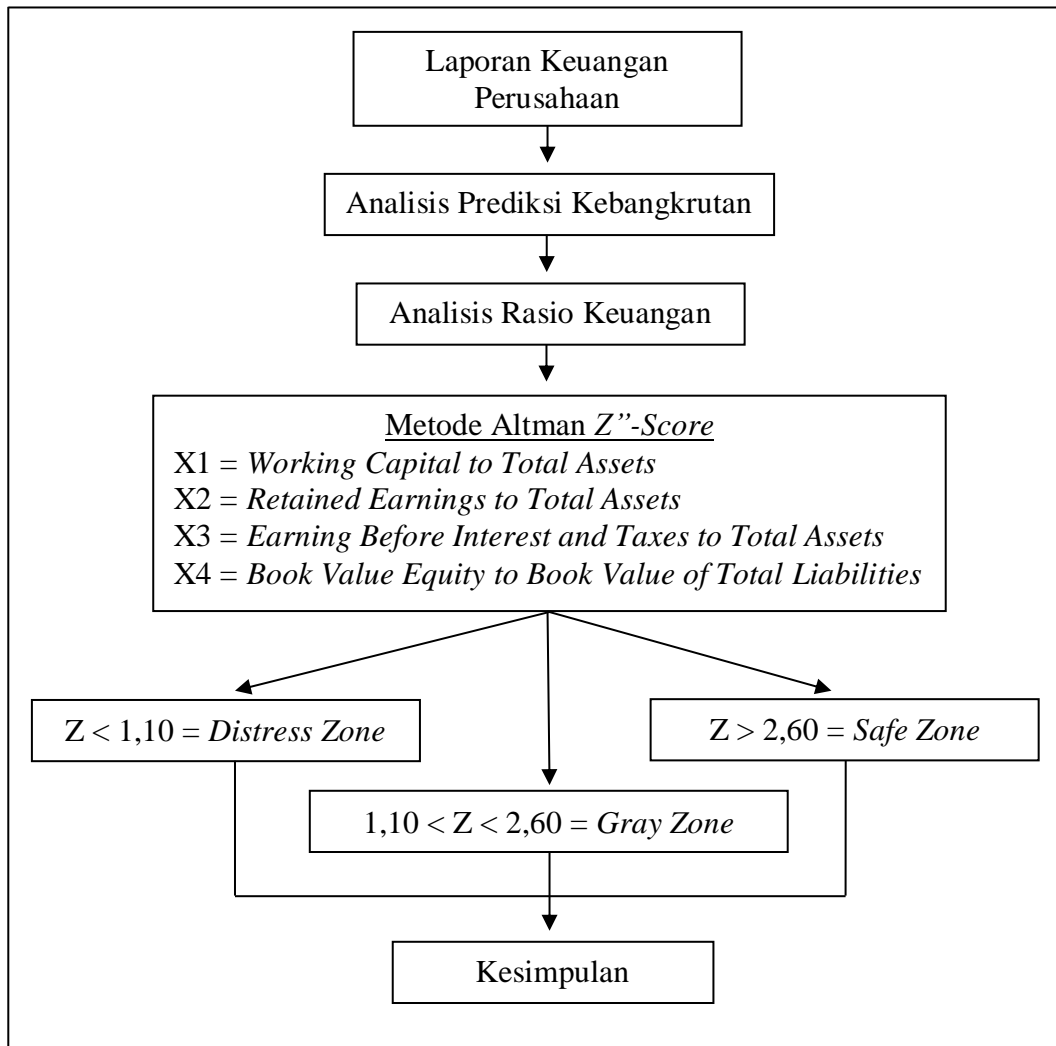 Laporan Keuangan
Perusahaan
Analisis Prediksi Kebangkrutan
Analisis Rasio Keuangan
Metode Altman Z”-Score
X1 = Working Capital to Total Assets
X2 = Retained Earnings to Total Assets
X3 = Earning Before Interest and Taxes to Total Assets
X4 = Book Value Equity to Book Value of Total Liabilities
Z < 1,10 = Distress Zone
Z > 2,60 = Safe Zone
1,10 < Z < 2,60 = Gray Zone
Kesimpulan